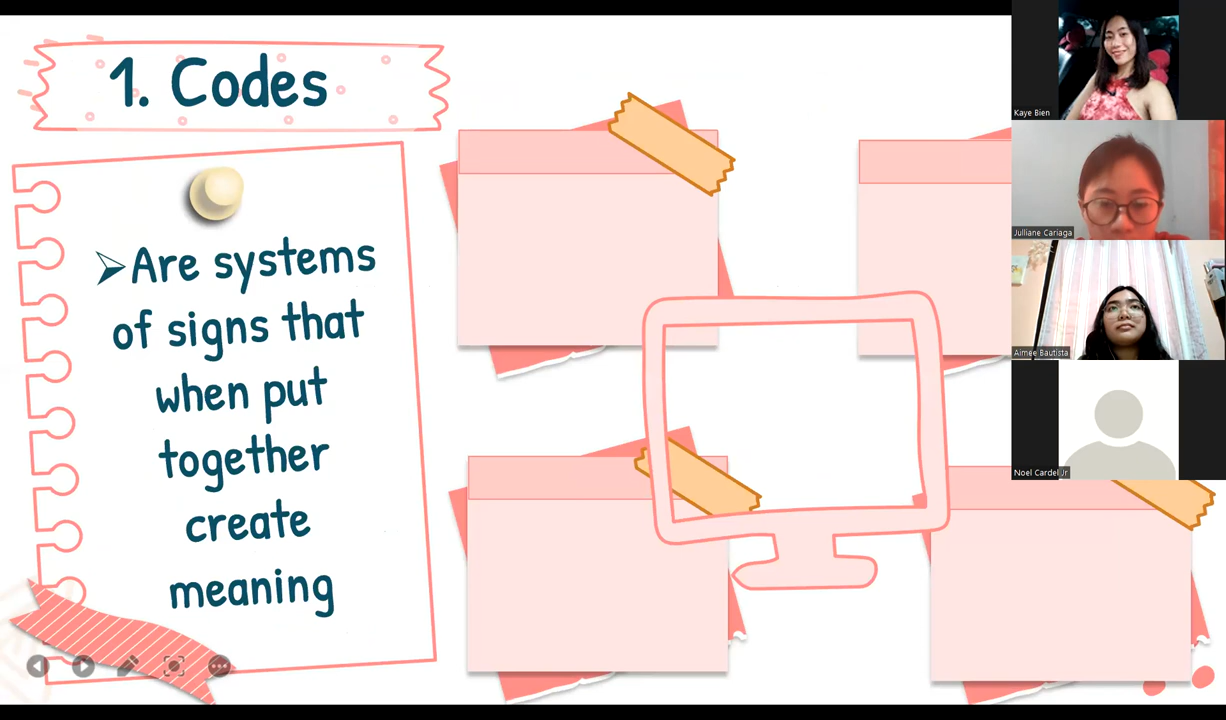 1. Codes
➢Are systems
of signs that
when put
together
create
meaning
Kaye Bien
Julliane Cariaga
Aimee Bautista
Noel Cardel Jr